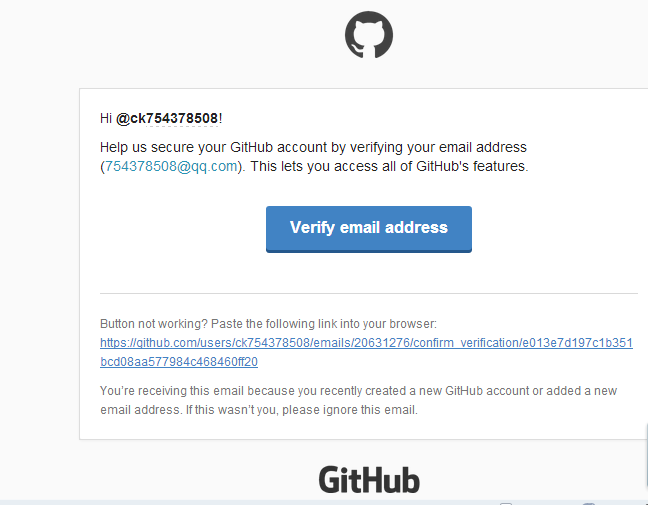 Hi @ck754378508!
Help us secure your GitHub account by verifying your email address
(754378508@qq.com). This lets you access all of GitHub's features.
Verify email address
Button not working? Paste the following link into your browser:
https://github.com/users/ck754378508/emails/20631276/confirm_verification/e013e7d197c1b351
bcd08aa577984c468460ff20
You’re receiving this email because you recently created a new GitHub account or added a new
email address. If this wasn’t you, please ignore this email.
GitHub